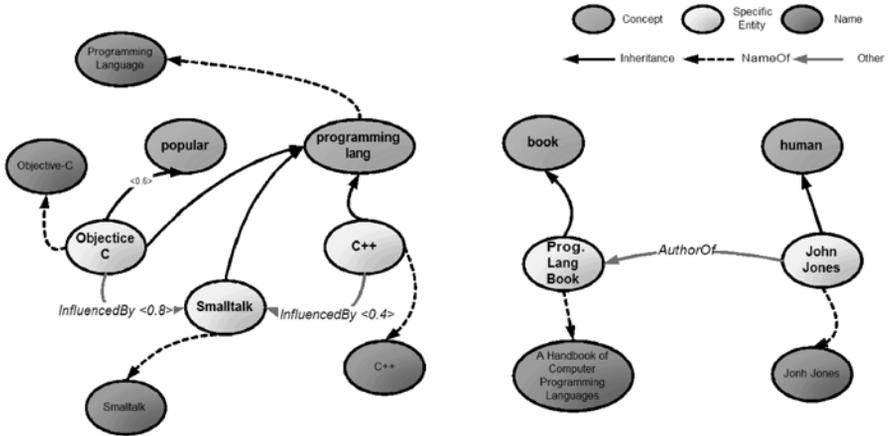 Concept
Specific
Entity
Name
Inheritance
NameOf
Other
Programming
Language
programming
lang
popular
Objective-C
<0.6>
Objectice
C
C++
InfluencedBy <0.8>
Smalltalk
InfluencedBy <0.4>
C++
Smalltalk
book
human
Prog.
Lang
Book
AuthorOf
John
Jones
A Handbook of
Computer
Programming
Languages
Jonh Jones